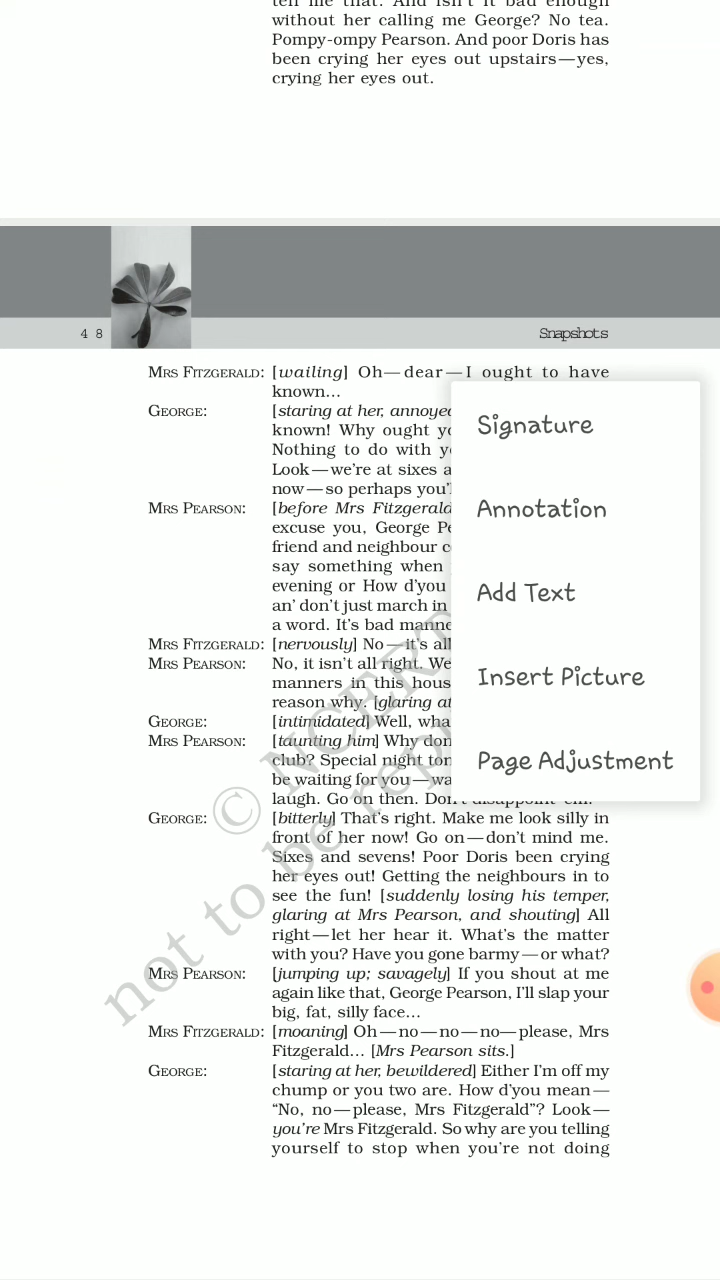 tell me that. And isn't it bad enough
without her calling me George? No tea.
Pompy-ompy Pearson. And poor Doris has
been crying her eyes out upstairs—yes,
crying her eyes out.
4 8
Snapshots
MRS FITZGERALD: [wailing] Oh—dear—I ought to have
known...
GEORGE: [staring at her, annoyed
known! Why ought
Nothing to do with
Look—we're at sixes
now—so perhaps
MRS PEARSON: [before Mrs Fitzgerald
excuse you, George
friend and neighbour
say something when
evening or How d'you
an' don't just march in
a word. It's bad
MRS FITZGERALD: [nervously] No—it's all
MRS PEARSON: No, it isn't all right.
manners in this
reason why. [glaring at
GEORGE: [intimidated] Well,
MRS PEARSON: [taunting him] Why
club? Special night
be waiting for you—
laugh. Go on then. Don't disappoint 'em.
GEORGE: [bitterly] That's right. Make me look silly in
front of her now! Go on—don't mind me.
Sixes and sevens! Poor Doris been crying
her eyes out! Getting the neighbours in to
see the fun! [suddenly losing his temper,
glaring at Mrs Pearson, and shouting] All
right—let her hear it. What's the matter
with you? Have you gone barmy—or what?
MRS PEARSON: [jumping up; savagely] If you shout at me
again like that, George Pearson, I'll slap your
big, fat, silly face...
MRS FITZGERALD: [moaning] Oh—no—no—no—please, Mrs
Fitzgerald... [Mrs Pearson sits.]
GEORGE: [staring at her, bewildered] Either I'm off my
chump or you two are. How d'you mean—
"No, no—please, Mrs Fitzgerald"? Look—
you're Mrs Fitzgerald. So why are you telling
yourself to stop when you're not doing
Signature
Annotation
Add Text
Insert Picture
Page Adjustment
© NCERT
not to be